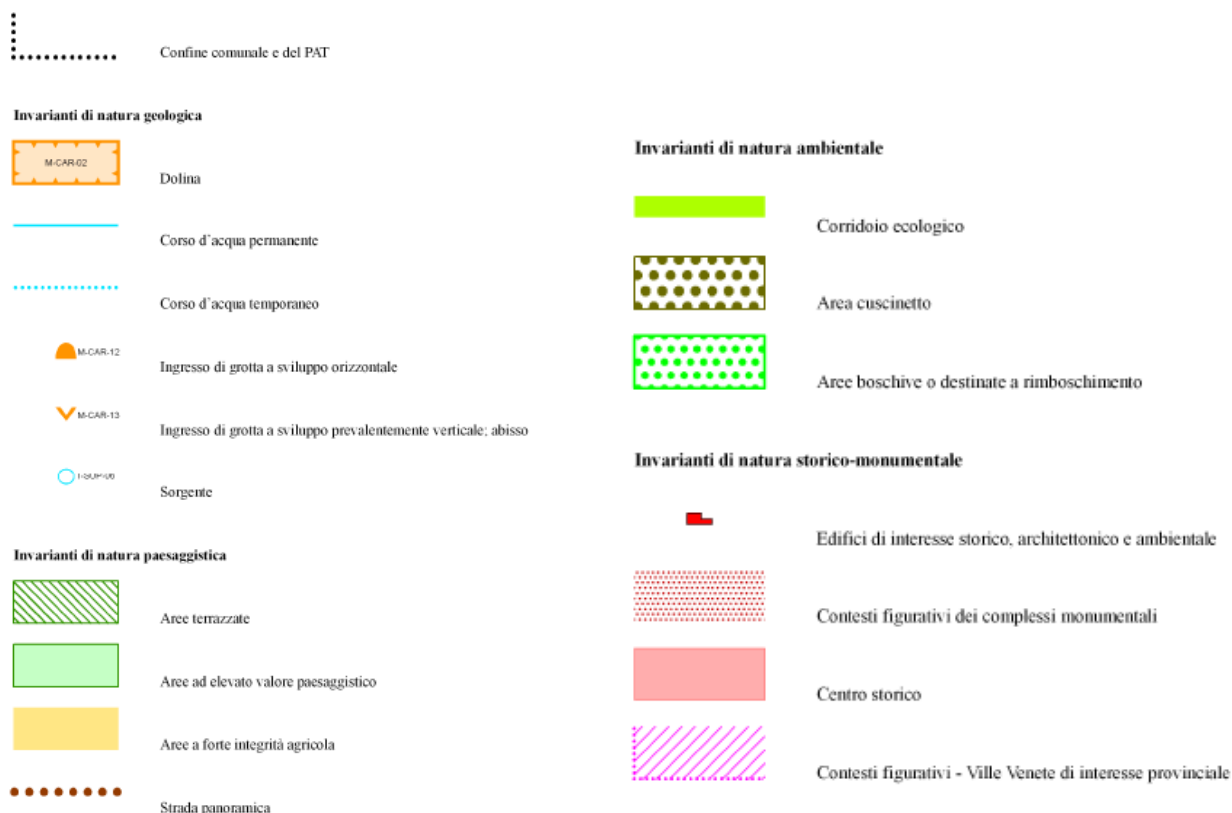 Confine comunale e del PAT
Invarianti di natura geologica
M-CAR-02
Dolina
Corso d'acqua permanente
Corso d'acqua temporaneo
M-CAR-12
Ingresso di grotta a sviluppo orizzontale
M-CAR-13
Ingresso di grotta a sviluppo prevalentemente verticale; abisso
Sorgente
Invarianti di natura paesaggistica
Aree terrazzate
Aree ad elevato valore paesaggistico
Aree a forte integrità agricola
Strada panoramica
Invarianti di natura ambientale
Corridoio ecologico
Area cuscinetto
Aree boschive o destinate a rimboschimento
Invarianti di natura storico-monumentale
Edifici di interesse storico, architettonico e ambientale
Contesti figurativi dei complessi monumentali
Centro storico
Contesti figurativi - Ville Venete di interesse provinciale